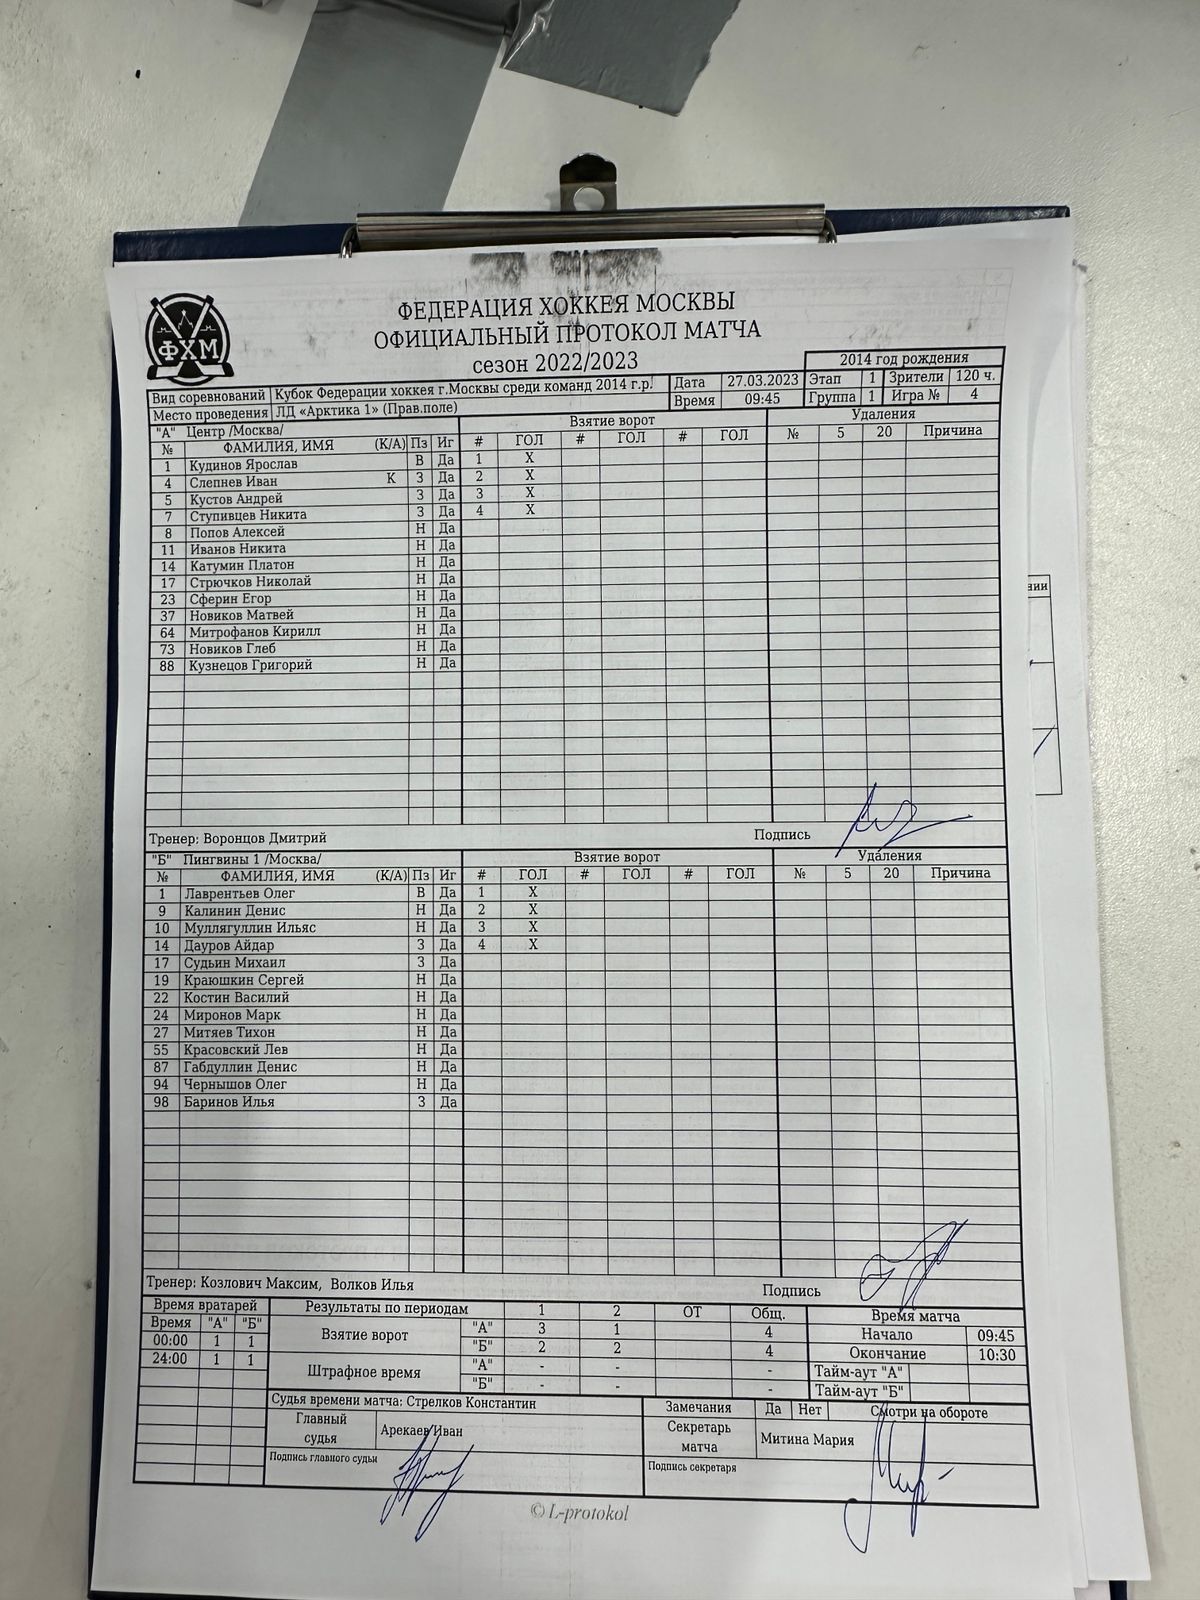 ФЕДЕРАЦИЯ ХОККЕЯ МОСКВЫ
ОФИЦИАЛЬНЫЙ ПРОТОКОЛ МАТЧА
сезон 2022/2023
ФХМ
2014 год рождения
Вид соревнований Кубок Федерации хоккея г.Москвы среди команд 2014 г.р. Дата 27.03.2023 Этап 1 Зрители 120 ч.
Место проведения ЛД «Арктика 1» (Прав.поле) Время 09:45 Группа 1 Игра № 4
"А" Центр /Москва/ Взятие ворот Удаления
№ ФАМИЛИЯ, ИМЯ (К/А) Пз Иг # ГОЛ # ГОЛ # ГОЛ № 5 20 Причина
1 Кудинов Ярослав В Да 1 X
4 Слепнев Иван К З Да 2 X
5 Кустов Андрей З Да 3 X
7 Ступивцев Никита З Да 4 X
8 Попов Алексей Н Да
11 Иванов Никита Н Да
14 Катумин Платон Н Да
17 Стрючков Николай Н Да
23 Сферин Егор Н Да
37 Новиков Матвей Н Да
64 Митрофанов Кирилл Н Да
73 Новиков Глеб Н Да
88 Кузнецов Григорий Н Да
Тренер: Воронцов Дмитрий Подпись
"Б" Пингвины 1 /Москва/ Взятие ворот Удаления
№ ФАМИЛИЯ, ИМЯ (К/А) Пз Иг # ГОЛ # ГОЛ # ГОЛ № 5 20 Причина
1 Лаврентьев Олег В Да 1 X
9 Калинин Денис Н Да 2 X
10 Муллягуллин Ильяс Н Да 3 X
14 Дауров Айдар З Да 4 X
17 Судьин Михаил З Да
19 Краюшкин Сергей Н Да
22 Костин Василий Н Да
24 Миронов Марк Н Да
27 Митяев Тихон Н Да
55 Красовский Лев Н Да
87 Габдуллин Денис Н Да
94 Чернышов Олег Н Да
98 Баринов Илья З Да
Тренер: Козлович Максим, Волков Илья Подпись
Время вратарей Результаты по периодам 1 2 ОТ Общ. Время матча
Время "А" "Б" Взятие ворот "А" 3 1 4 Начало 09:45
00:00 1 1 "Б" 2 2 4 Окончание 10:30
24:00 1 1 Штрафное время "А" - - - Тайм-аут "А"
"Б" - - - Тайм-аут "Б"
Судья времени матча: Стрелков Константин Замечания Да Нет Смотри на обороте
Главный судья Арекаев Иван Секретарь матча Митина Мария
Подпись главного судьи Подпись секретаря
© L-protokol